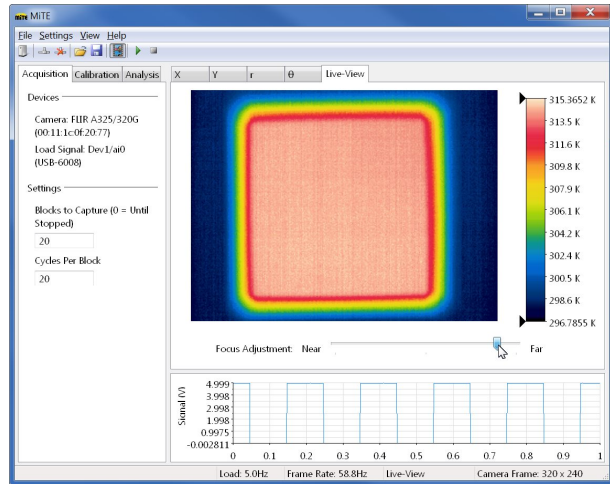 MiTE
File Settings View Help
Acquisition Calibration Analysis
X Y r θ Live-View
Devices
Camera: FLIR A325/320G
(00:11:1c:0f:20:77)
Load Signal: Dev1/ai0
(USB-6008)
Settings
Blocks to Capture (0 = Until
Stopped)
20
Cycles Per Block
20
315.3652 K
313.5 K
311.6 K
309.8 K
307.9 K
306.1 K
304.2 K
302.4 K
300.5 K
298.6 K
296.7855 K
Focus Adjustment: Near Far
Signal (V)
4.999
3.998
2.998
1.999
0.9975
-0.002811
0 0.1 0.2 0.3 0.4 0.5 0.6 0.7 0.8 0.9 1
Load: 5.0Hz Frame Rate: 58.8Hz Live-View Camera Frame: 320 x 240